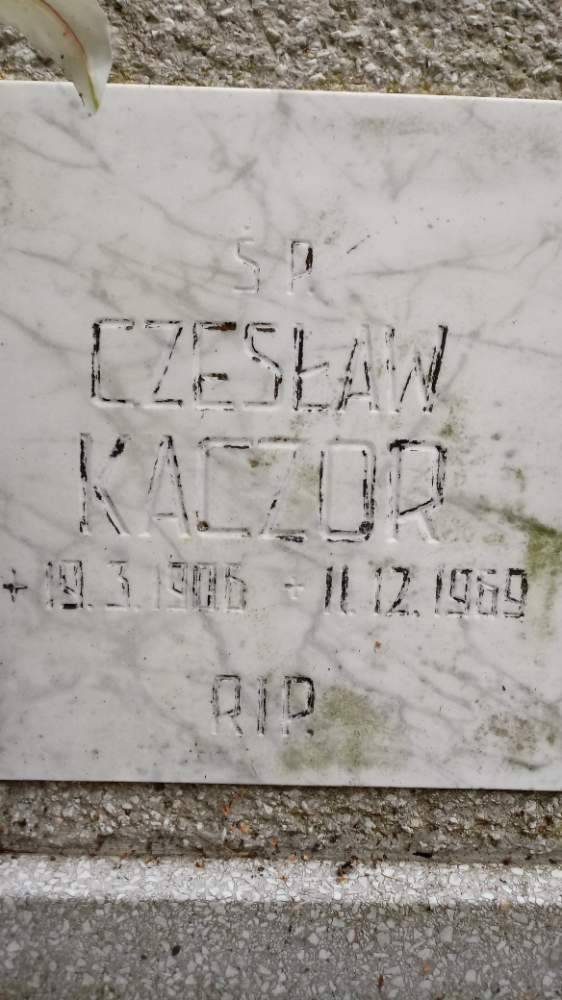 Ś P.
CZESŁAW
KACZOR
+ 19.3.1906 + 11.12.1969
RIP.